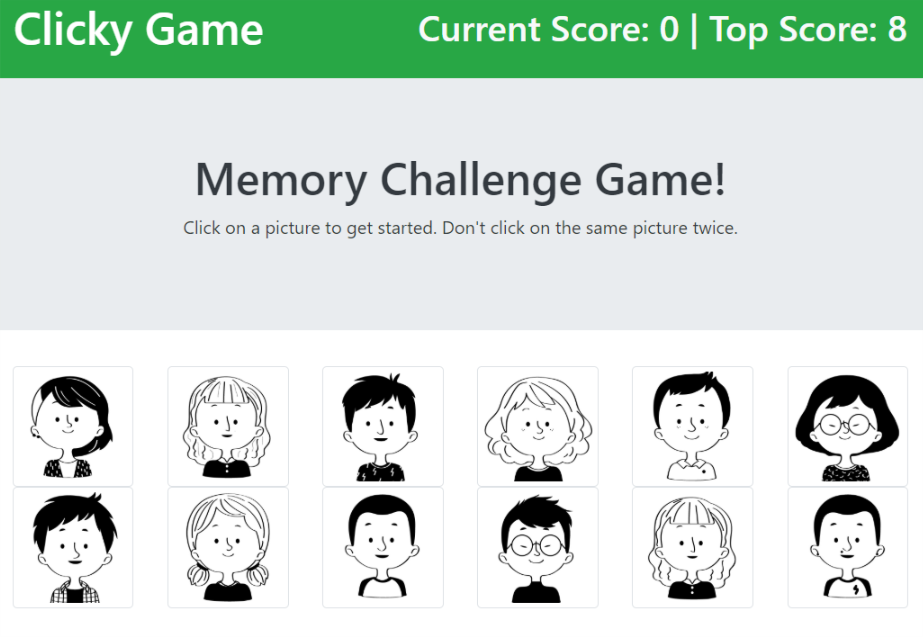 Clicky Game
Current Score: 0 | Top Score: 8
Memory Challenge Game!
Click on a picture to get started. Don't click on the same picture twice.